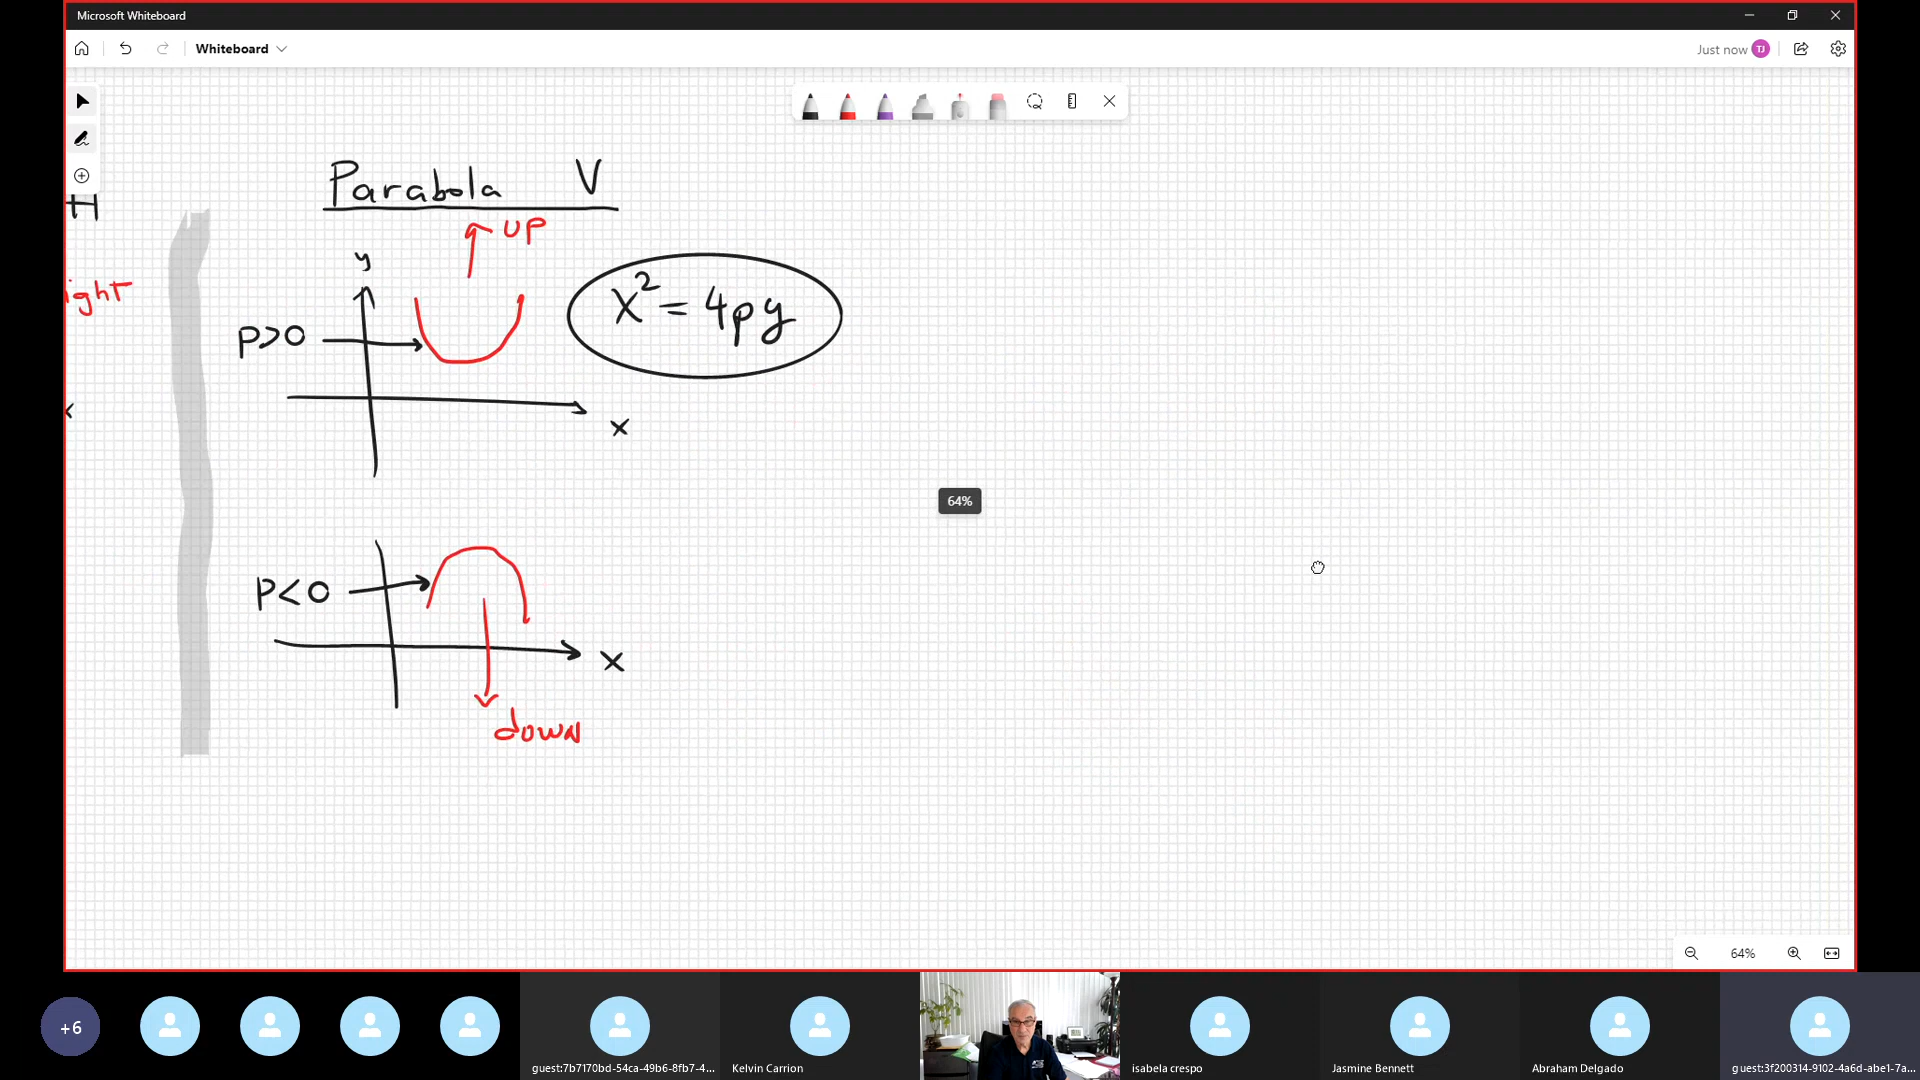 Microsoft Whiteboard
Whiteboard
Just now TJ
Parabola V
H
UP
y
ight
x² = 4py
P>0
x
x
64%
P<0
x
down
64%
+6
guest:7b7170bd-54ca-49b6-8fb7-4...
Kelvin Carrion
isabela crespo
Jasmine Bennett
Abraham Delgado
guest:3f200314-9102-4a6d-abe1-7a...